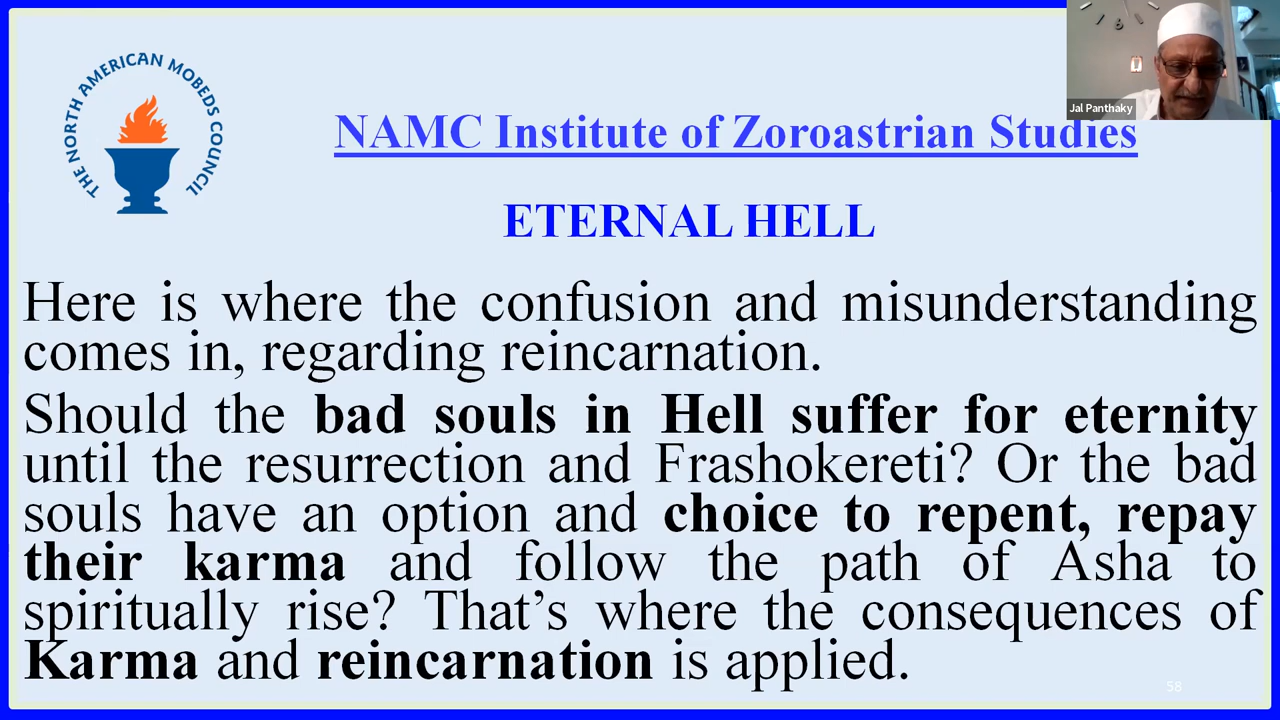 THE NORTH AMERICAN MOBEDS COUNCIL
Jal Panthaky
NAMC Institute of Zoroastrian Studies
ETERNAL HELL
Here is where the confusion and misunderstanding
comes in, regarding reincarnation.
Should the bad souls in Hell suffer for eternity
until the resurrection and Frashokereti? Or the bad
souls have an option and choice to repent, repay
their karma and follow the path of Asha to
spiritually rise? That’s where the consequences of
Karma and reincarnation is applied.
58